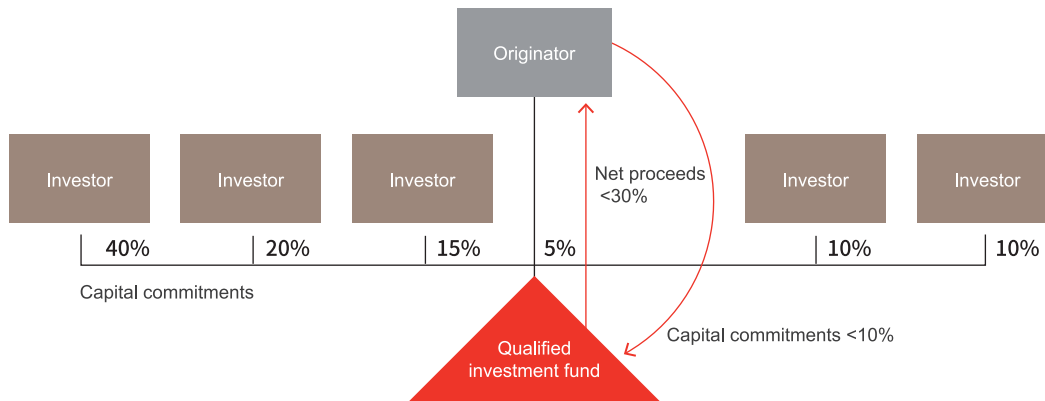 Originator
Investor
Investor
Investor
Investor
Investor
Net proceeds
<30%
40%
20%
15%
5%
10%
10%
Capital commitments
Capital commitments <10%
Qualified
investment fund